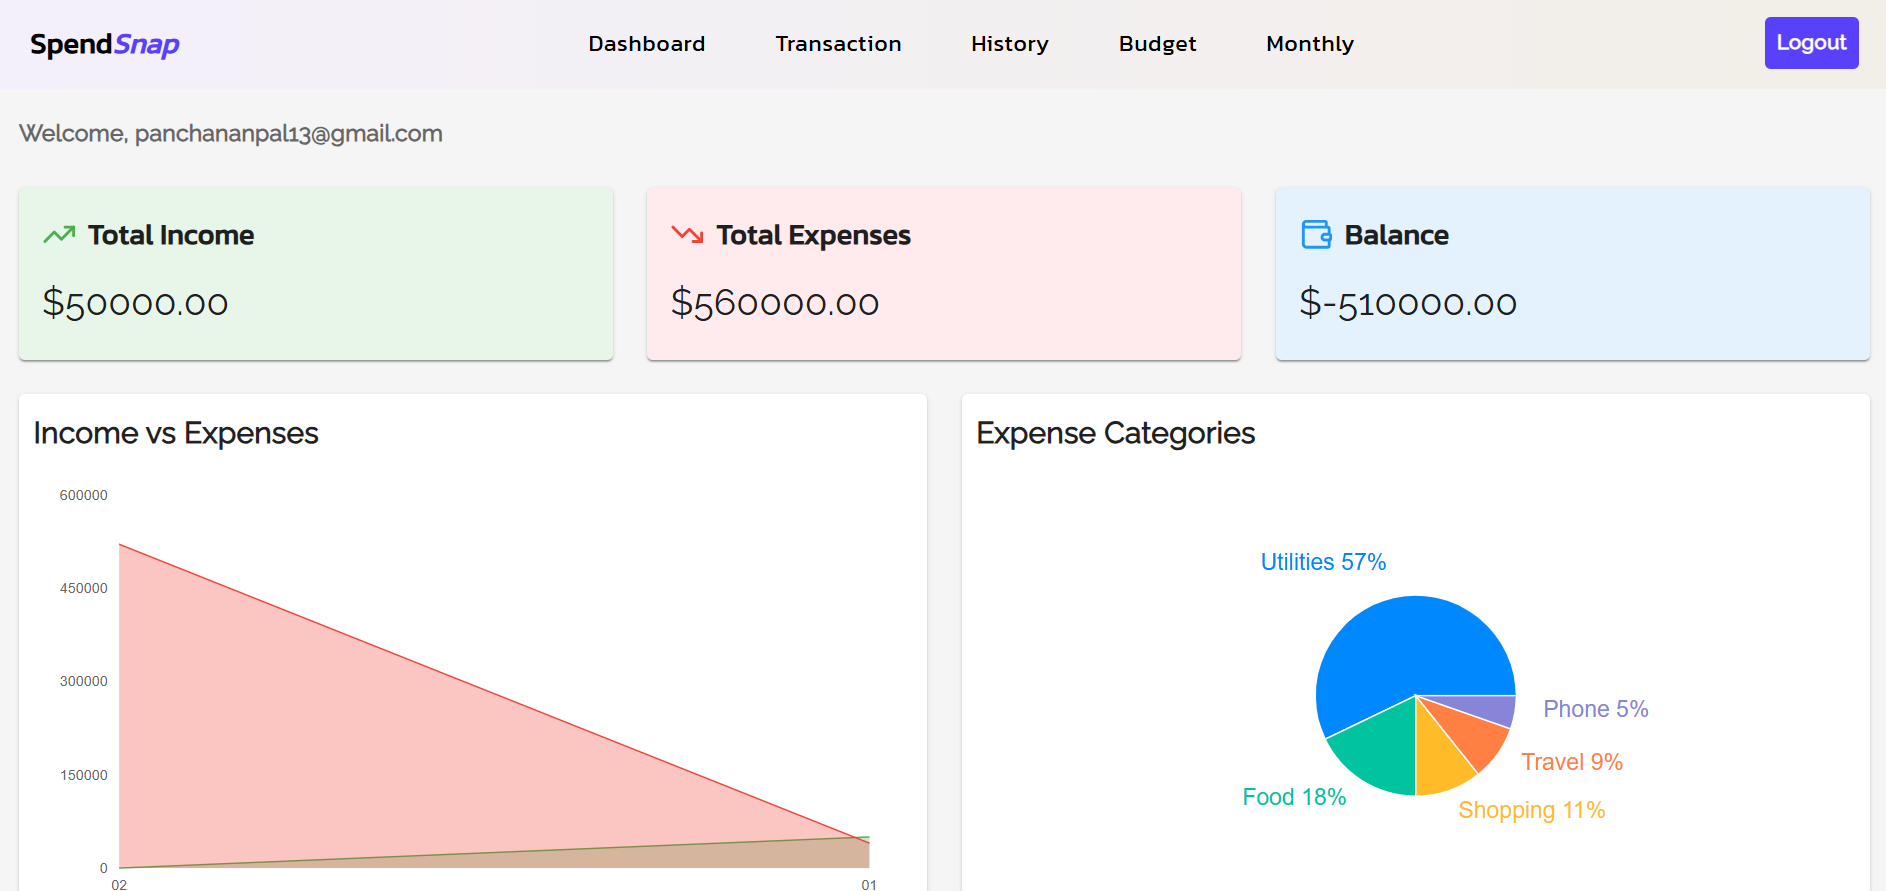 SpendSnap
Dashboard Transaction History Budget Monthly
Logout
Welcome, panchananpal13@gmail.com
Total Income
$50000.00
Total Expenses
$560000.00
Balance
$-510000.00
Income vs Expenses
600000
450000
300000
150000
0
02 01
Expense Categories
Utilities 57%
Phone 5%
Travel 9%
Food 18%
Shopping 11%